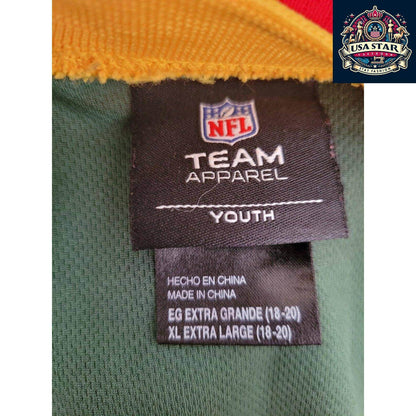 USA STAR
NFL
TEAM
APPAREL
YOUTH
HECHO EN CHINA
MADE IN CHINA
EG EXTRA GRANDE (18-20)
XL EXTRA LARGE (18-20)